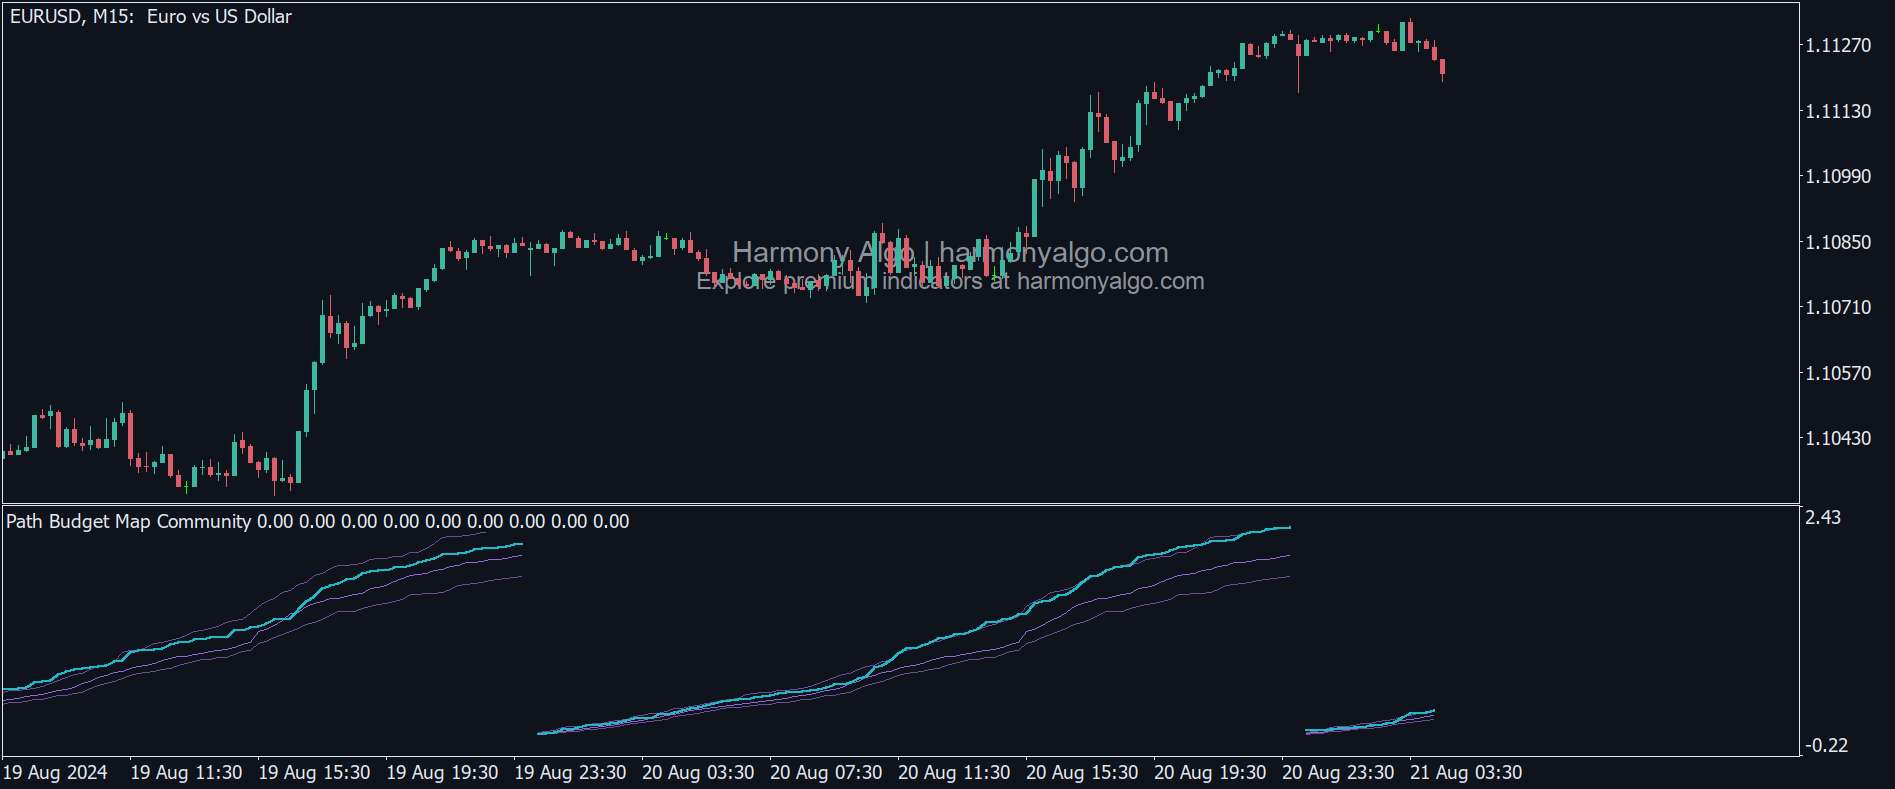 EURUSD, M15: Euro vs US Dollar
1.11270
1.11130
1.10990
1.10850
Harmony Algo | harmonyalgo.com
Explore premium indicators at harmonyalgo.com
1.10710
1.10570
1.10430
Path Budget Map Community 0.00 0.00 0.00 0.00 0.00 0.00 0.00 0.00 0.00
2.43
-0.22
19 Aug 2024 19 Aug 11:30 19 Aug 15:30 19 Aug 19:30 19 Aug 23:30 20 Aug 03:30 20 Aug 07:30 20 Aug 11:30 20 Aug 15:30 20 Aug 19:30 20 Aug 23:30 21 Aug 03:30